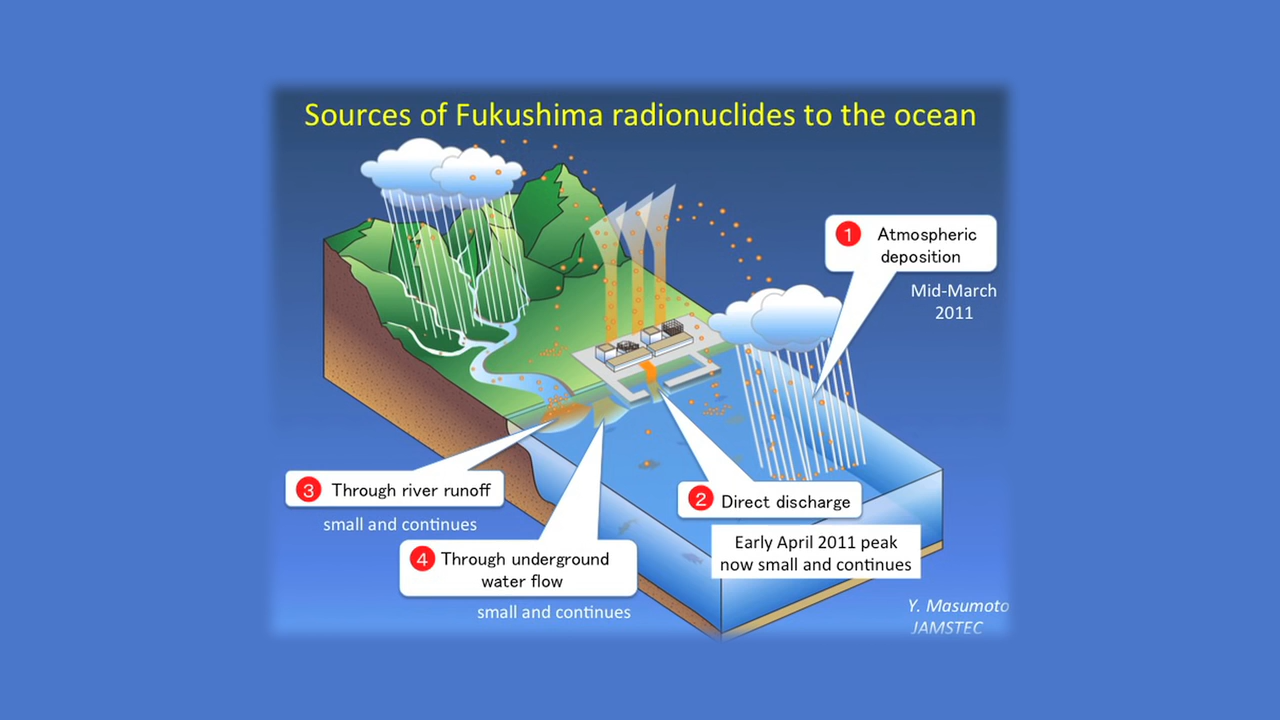 Sources of Fukushima radionuclides to the ocean
1 Atmospheric
deposition
Mid-March
2011
3 Through river runoff
small and continues
2 Direct discharge
Early April 2011 peak
now small and continues
4 Through underground
water flow
small and continues
Y. Masumoto
JAMSTEC